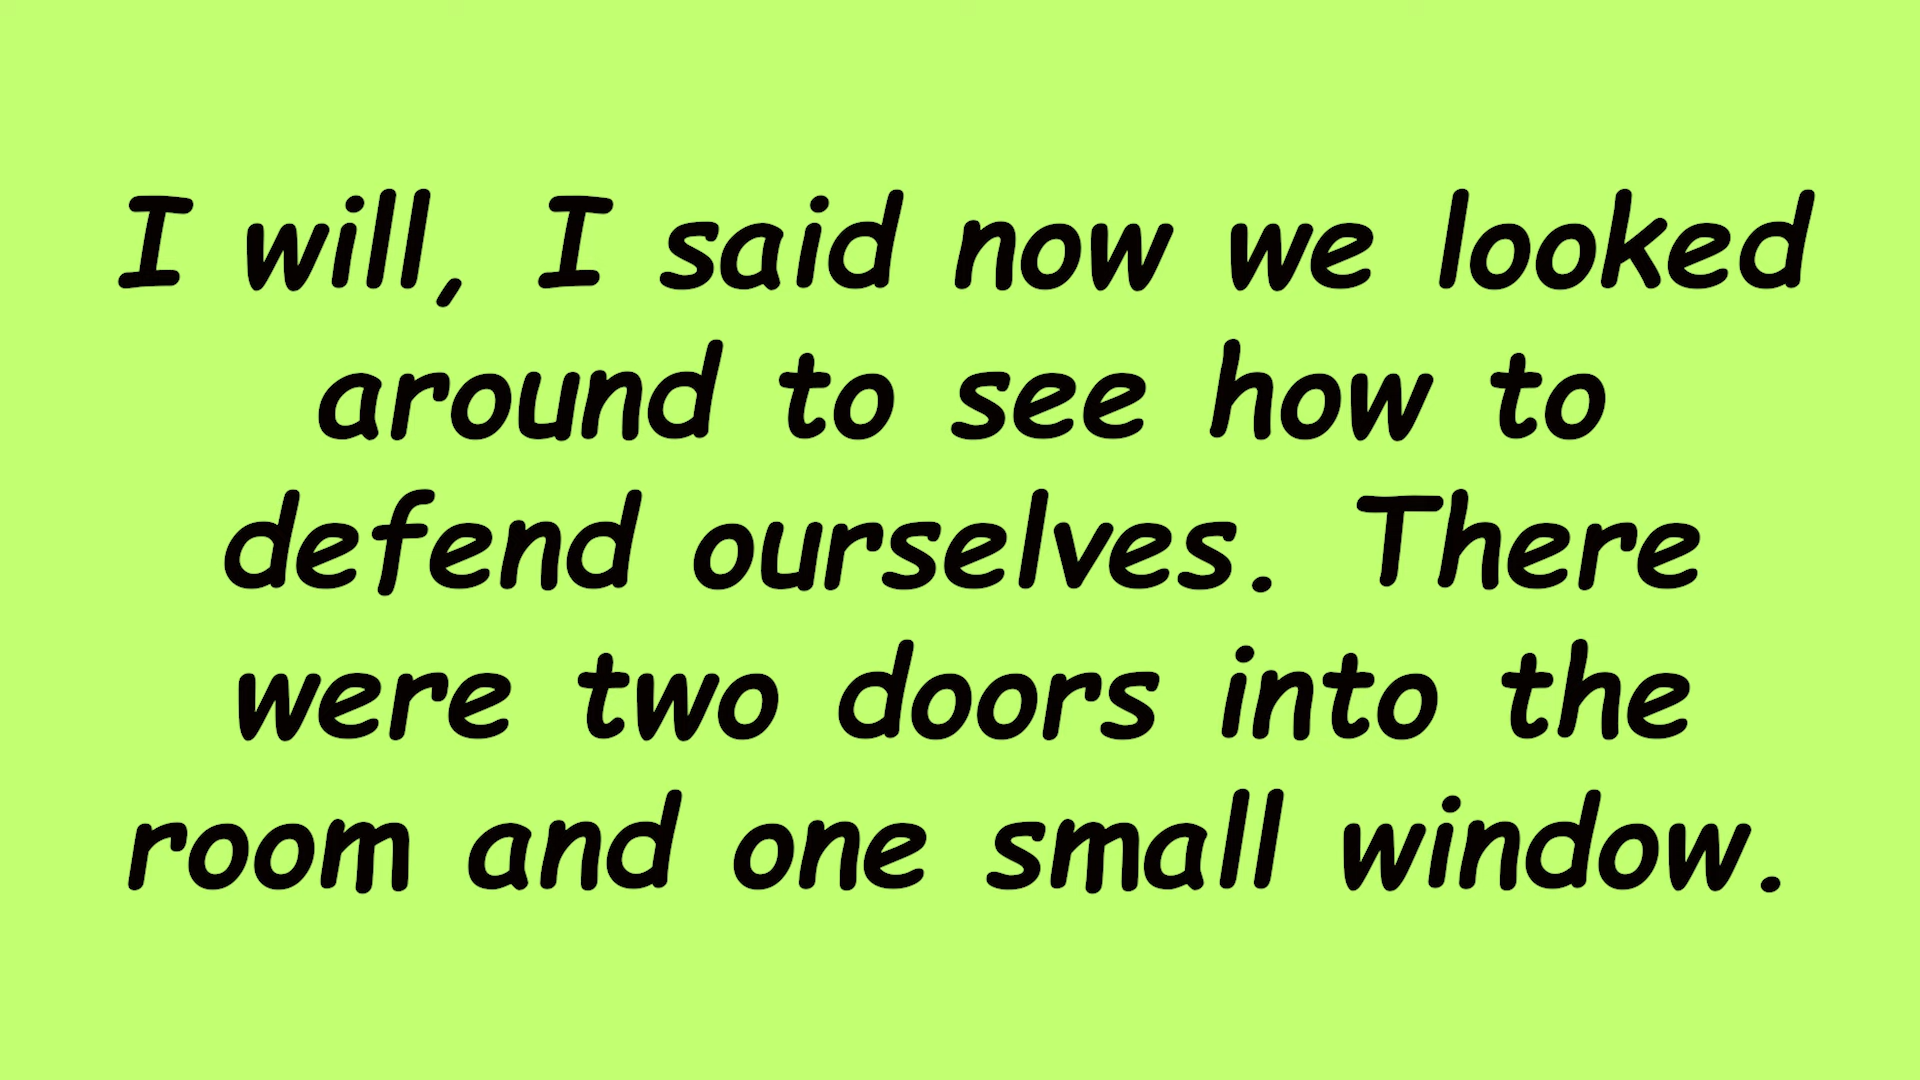 I will, I said now we looked
around to see how to
defend ourselves. There
were two doors into the
room and one small window.